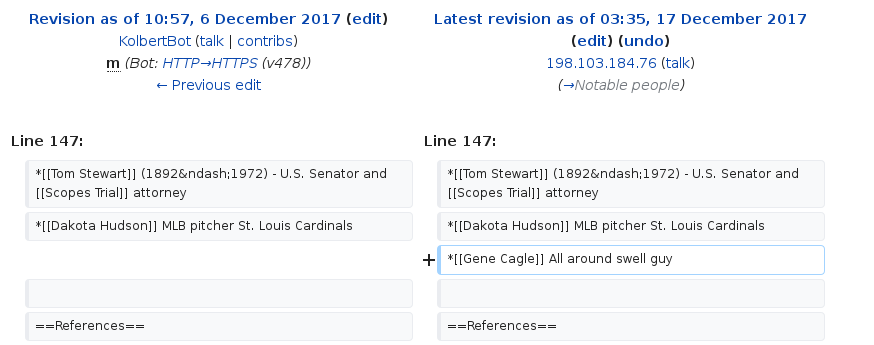 Revision as of 10:57, 6 December 2017 (edit)
KolbertBot (talk | contribs)
m (Bot: HTTP→HTTPS (v478))
← Previous edit
Latest revision as of 03:35, 17 December 2017
(edit) (undo)
198.103.184.76 (talk)
(→Notable people)
Line 147:
Line 147:
*[[Tom Stewart]] (1892&ndash;1972) - U.S. Senator and
[[Scopes Trial]] attorney
*[[Tom Stewart]] (1892&ndash;1972) - U.S. Senator and
[[Scopes Trial]] attorney
*[[Dakota Hudson]] MLB pitcher St. Louis Cardinals
*[[Dakota Hudson]] MLB pitcher St. Louis Cardinals
+ *[[Gene Cagle]] All around swell guy
==References==
==References==